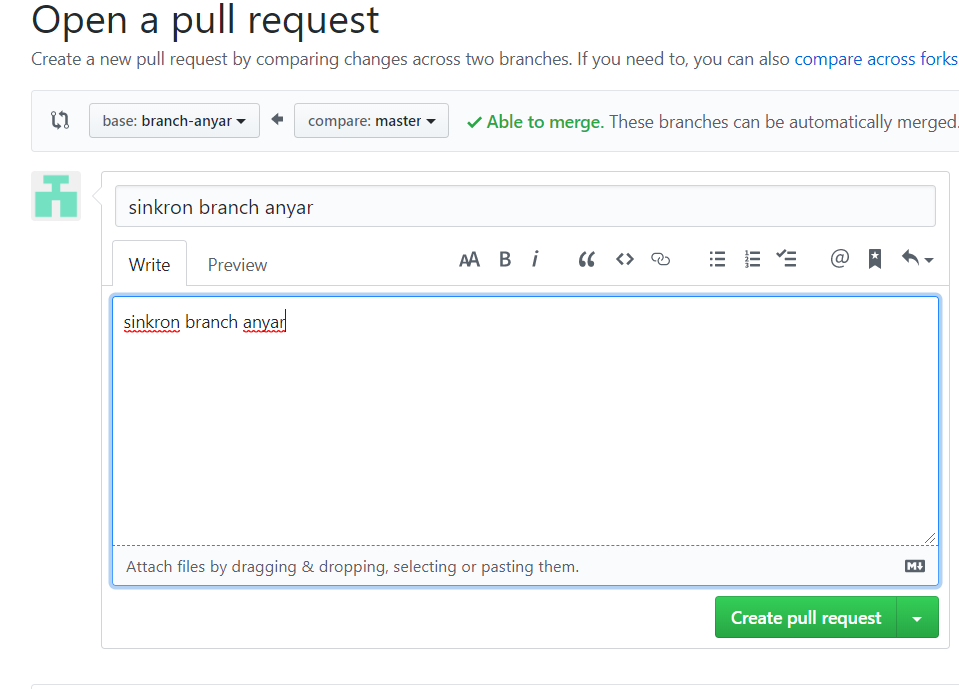 Open a pull request
Create a new pull request by comparing changes across two branches. If you need to, you can also compare across forks
base: branch-anyar compare: master Able to merge. These branches can be automatically merged.
sinkron branch anyar
Write Preview
sinkron branch anyar
Attach files by dragging & dropping, selecting or pasting them.
Create pull request